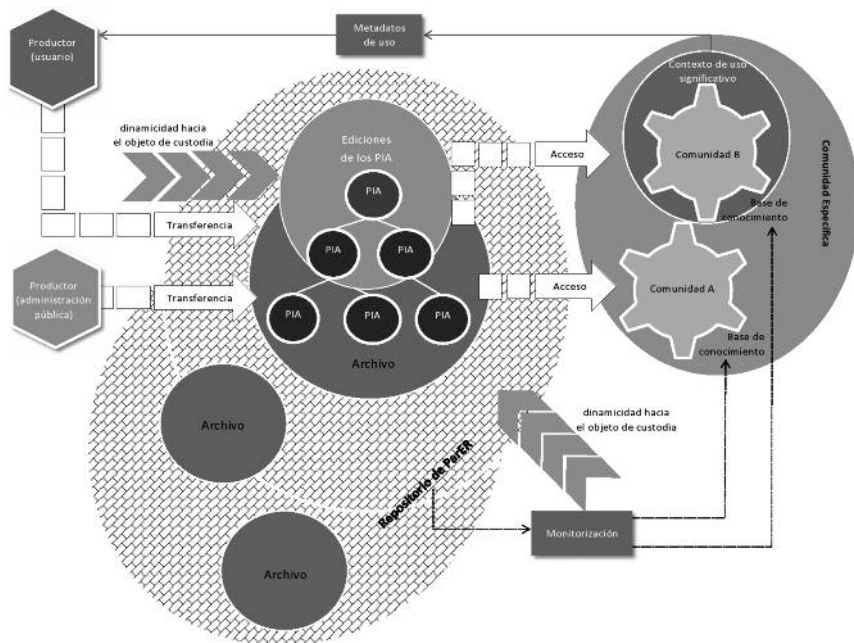 Productor
(usuario)
Metadatos
de uso
Contexto de uso
significativo
dinamicidad hacia
el objeto de custodia
Ediciones
de los PIA
Acceso
Comunidad B
Comunidad Específica
PIA
Base de
conocimiento
Transferencia
PIA
PIA
Productor
(administración
pública)
Transferencia
Acceso
Comunidad A
PIA
PIA
PIA
Archivo
Base de
conocimiento
Archivo
dinamicidad hacia
el objeto de custodia
Repositorio de ParER
Monitorización
Archivo